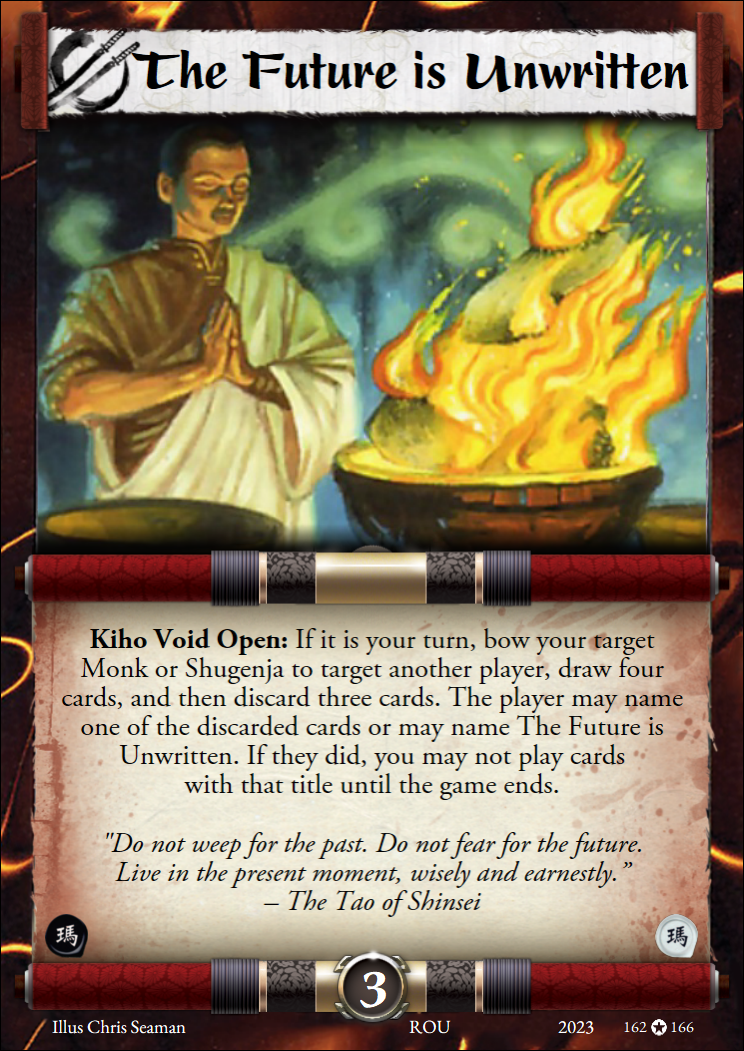 The Future is Unwritten
Kiho Void Open: If it is your turn, bow your target
Monk or Shugenja to target another player, draw four
cards, and then discard three cards. The player may name
one of the discarded cards or may name The Future is
Unwritten. If they did, you may not play cards
with that title until the game ends.
"Do not weep for the past. Do not fear for the future.
Live in the present moment, wisely and earnestly.”
– The Tao of Shinsei
瑪
瑪
3
Illus Chris Seaman
ROU
2023
162 ✪ 166